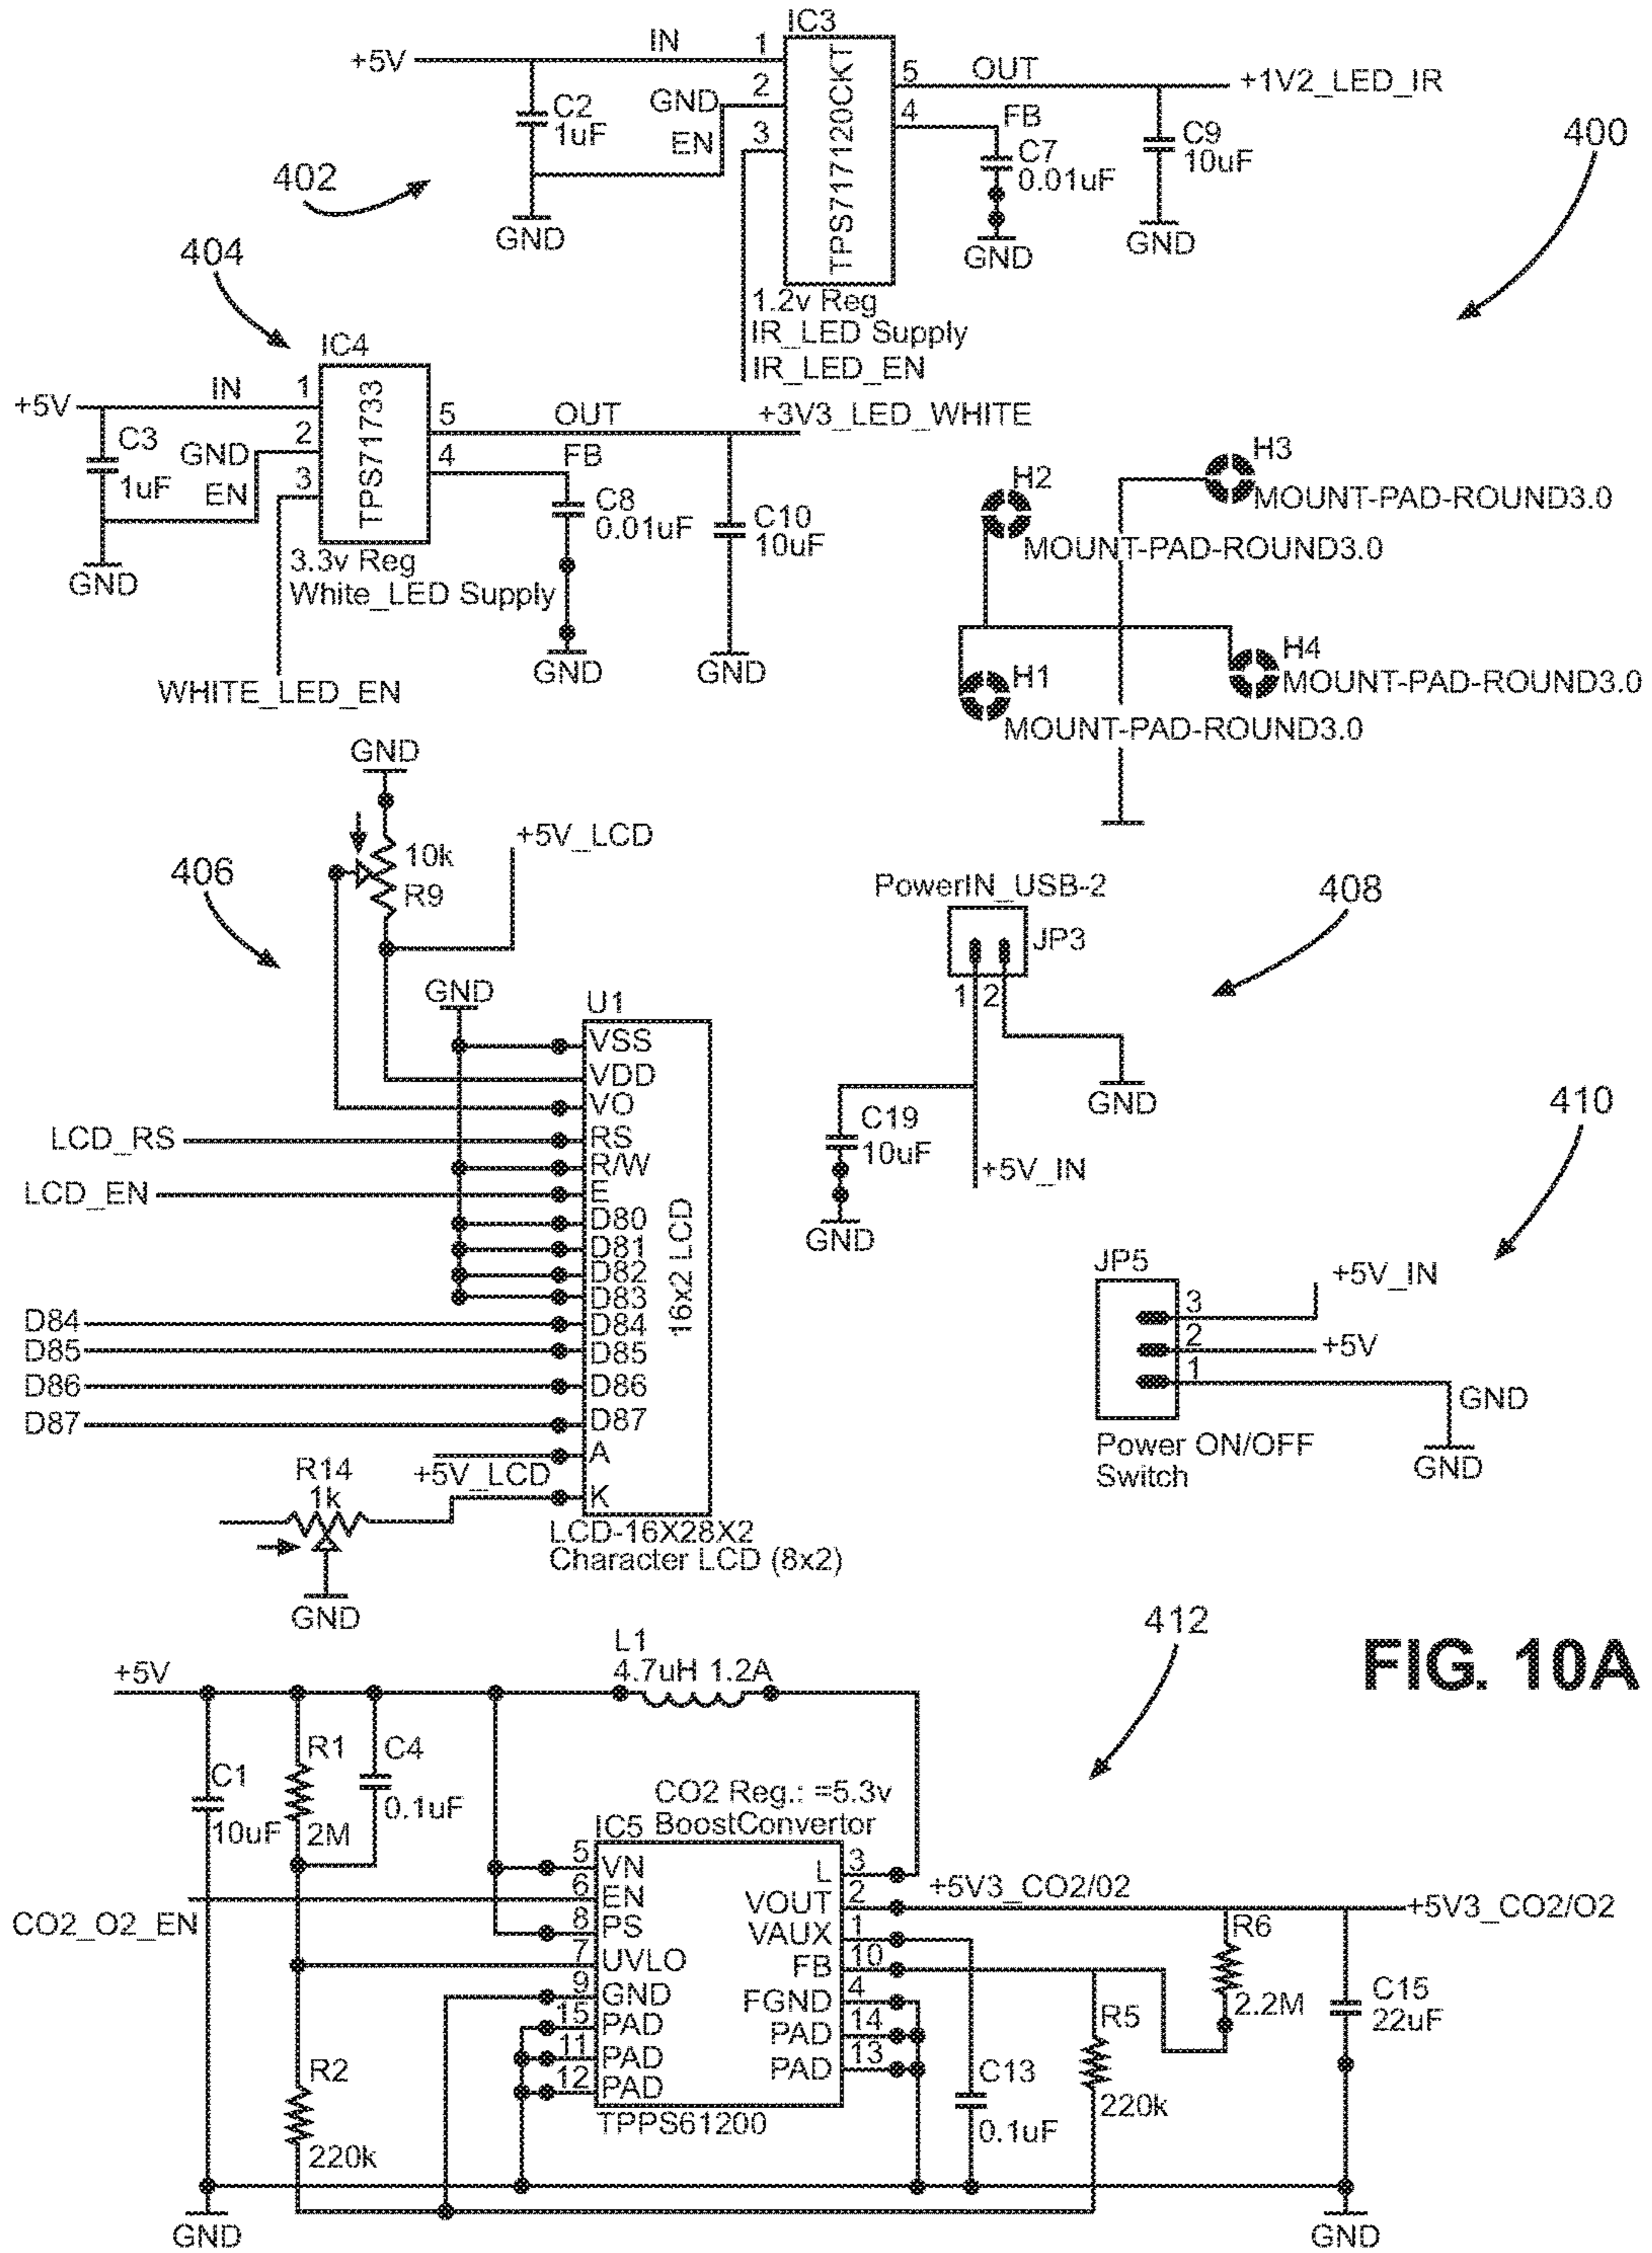 IC3
+5V
IN
1
2
3
GND
EN
C2
1uF
GND
TPS717120CKT
5
OUT
+1V2_LED_IR
4
FB
C7
0.01uF
GND
C9
10uF
GND
1.2v Reg
IR_LED Supply
IR_LED_EN
400
402
404
IC4
+5V
IN
1
2
3
GND
EN
C3
1uF
GND
TPS71733
5
OUT
+3V3_LED_WHITE
4
FB
C8
0.01uF
GND
C10
10uF
GND
3.3v Reg
White_LED Supply
WHITE_LED_EN
H3
MOUNT-PAD-ROUND3.0
H2
MOUNT-PAD-ROUND3.0
H4
MOUNT-PAD-ROUND3.0
H1
MOUNT-PAD-ROUND3.0
GND
10k
R9
+5V_LCD
406
GND
U1
VSS
VDD
VO
RS
R/W
E
D80
D81
D82
D83
D84
D85
D86
D87
A
K
16x2 LCD
LCD_RS
LCD_EN
D84
D85
D86
D87
+5V_LCD
R14
1k
GND
LCD-16X28X2
Character LCD (8x2)
PowerIN_USB-2
JP3
1
2
408
GND
C19
10uF
+5V_IN
GND
410
JP5
3
+5V_IN
2
+5V
1
GND
GND
Power ON/OFF
Switch
412
FIG. 10A
+5V
L1
4.7uH 1.2A
C1
10uF
R1
2M
C4
0.1uF
CO2 Reg.: =5.3v
BoostConvertor
IC5
5
VN
6
EN
8
PS
7
UVLO
9
GND
15
PAD
11
PAD
12
PAD
L
3
VOUT
2
VAUX
1
FB
10
FGND
4
PAD
14
PAD
13
TPPS61200
CO2_O2_EN
R2
220k
GND
+5V3_CO2/02
+5V3_CO2/O2
R6
2.2M
C15
22uF
R5
220k
C13
0.1uF
GND